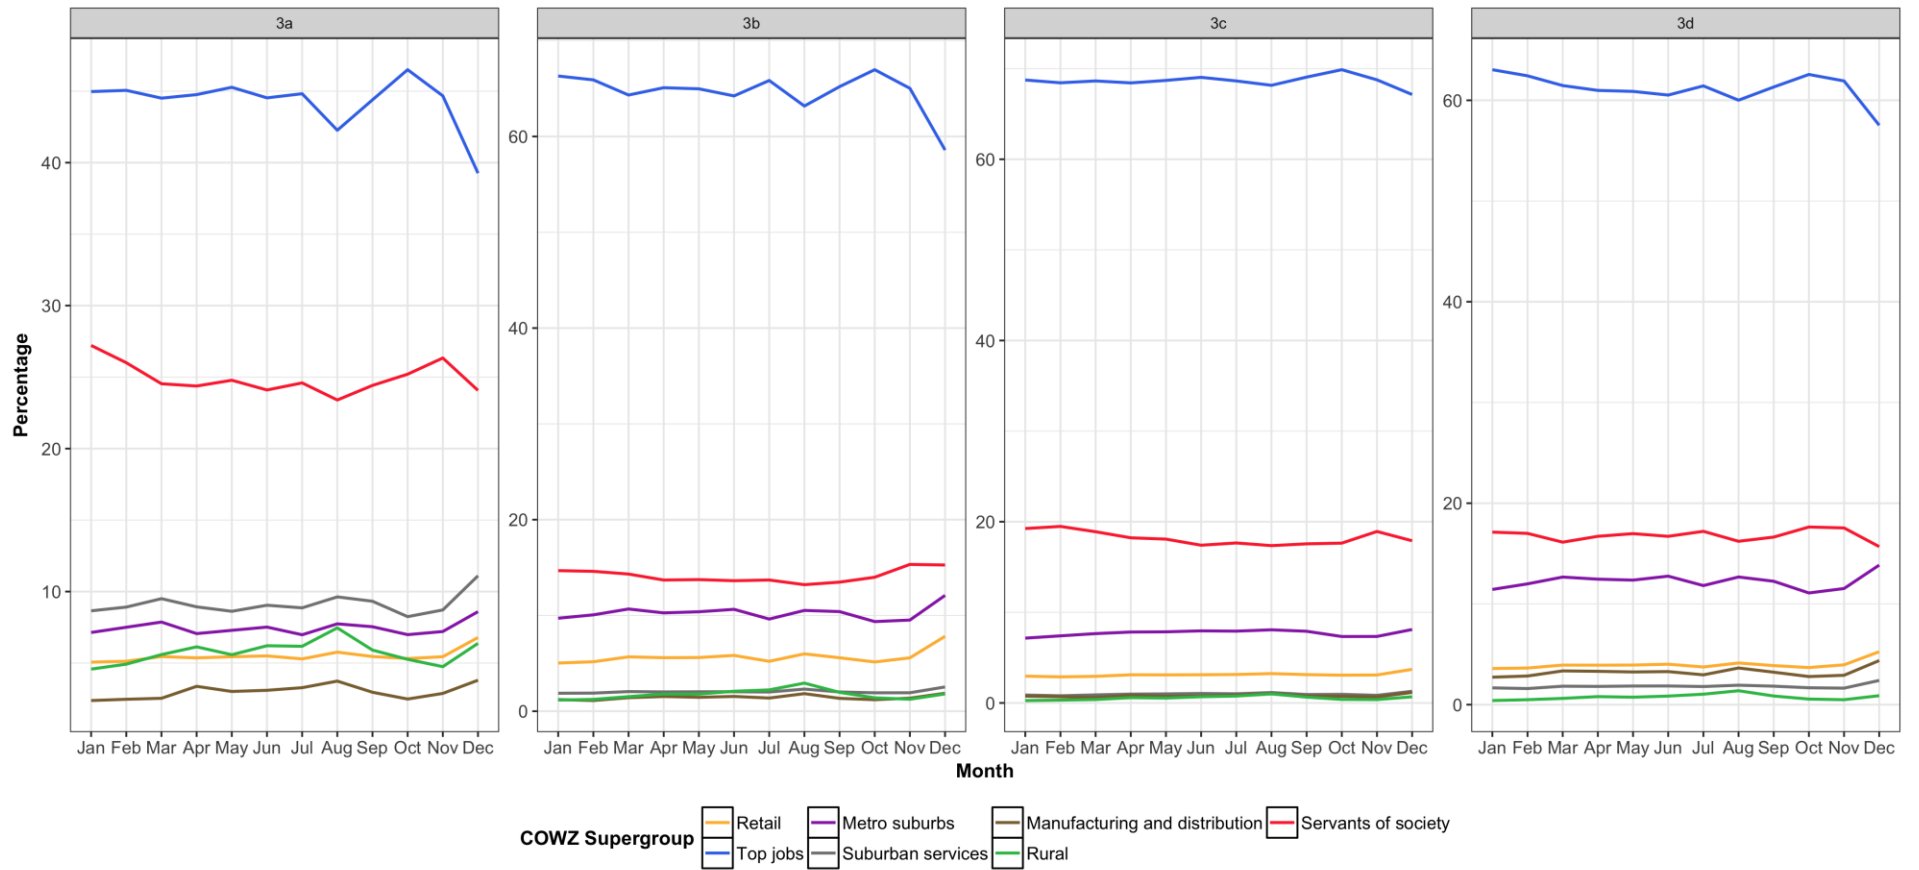 3a 3b 3c 3d
Percentage
40
30
20
10
60
40
20
0
60
40
20
0
60
40
20
0
Jan Feb Mar Apr May Jun Jul Aug Sep Oct Nov Dec
Jan Feb Mar Apr May Jun Jul Aug Sep Oct Nov Dec
Jan Feb Mar Apr May Jun Jul Aug Sep Oct Nov Dec
Jan Feb Mar Apr May Jun Jul Aug Sep Oct Nov Dec
Month
COWZ Supergroup
Retail Metro suburbs Manufacturing and distribution Servants of society
Top jobs Suburban services Rural